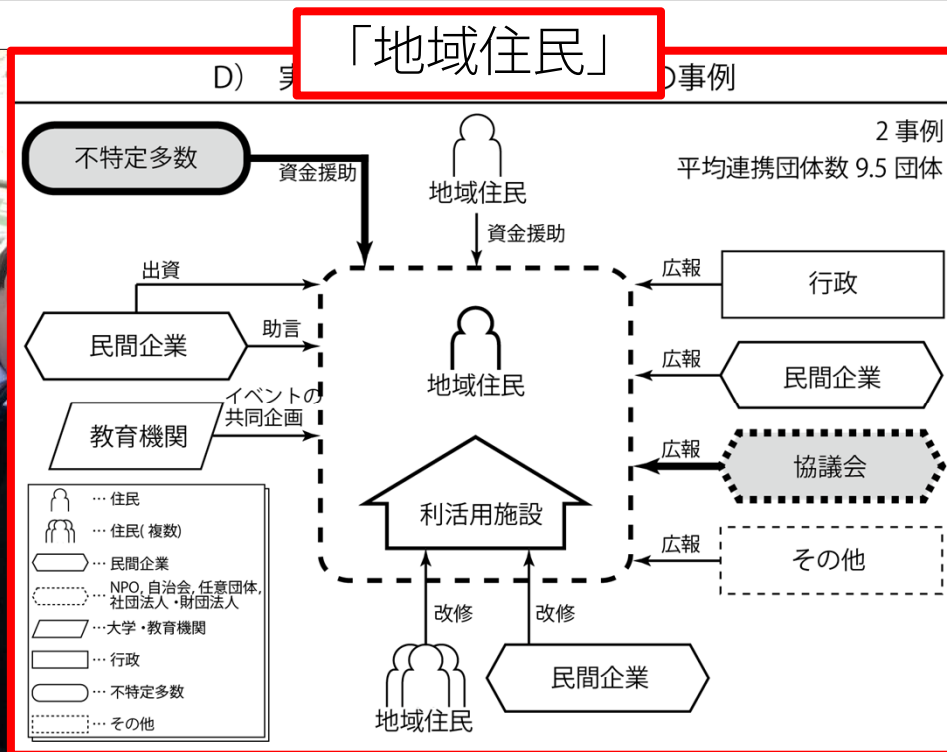 「地域住民」
D) 実
の事例
2 事例
平均連携団体数 9.5 団体
不特定多数
資金援助
地域住民
資金援助
出資
民間企業
助言
イベントの
共同企画
教育機関
地域住民
利活用施設
広報
行政
広報
民間企業
広報
協議会
広報
その他
改修
改修
地域住民
民間企業
…住民
…住民(複数)
…民間企業
…NPO, 自治会, 任意団体,
社団法人・財団法人
…大学・教育機関
…行政
…不特定多数
…その他